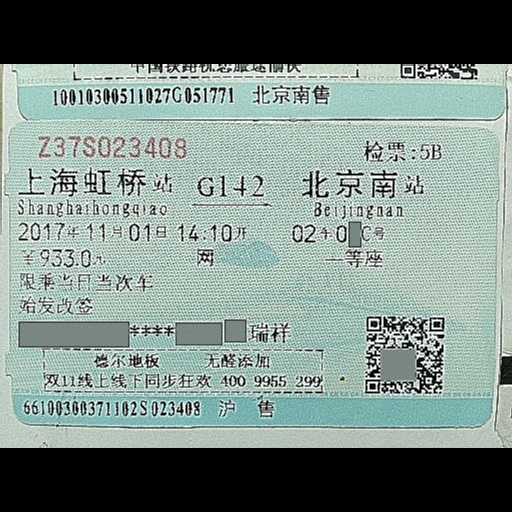 中国铁路祝您旅途愉快
10010300511027G051771 北京南售
Z37S023408 检票:5B
上海虹桥站 G142 北京南站
Shanghaihongqiao Beijingnan
2017年11月01日14:10开 02车0C号
￥933.0元 网 一等座
限乘当日当次车
始发改签
****瑞祥
德尔地板 无醛添加
双11线上线下同步狂欢 400 9955 299
66100300371102S023408 沪售